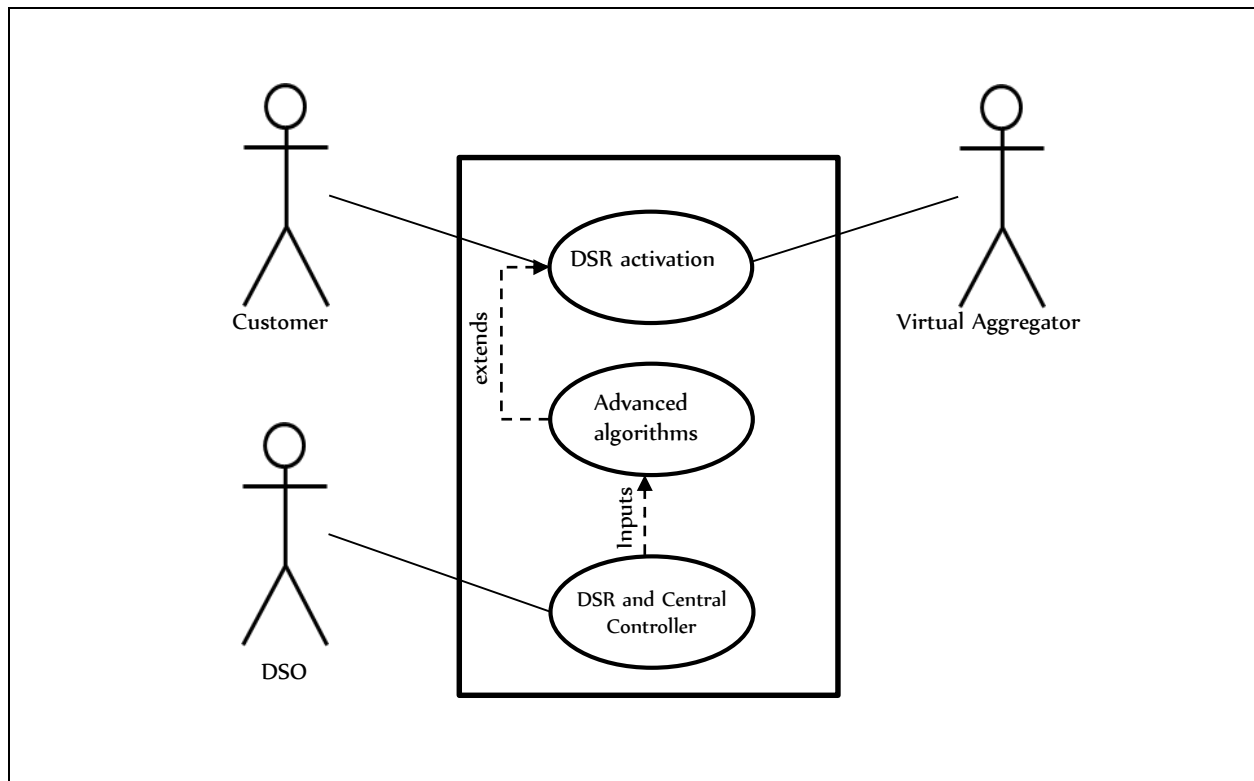 DSR activation
Customer
Virtual Aggregator
extends
Advanced
algorithms
Inputs
DSR and Central
Controller
DSO